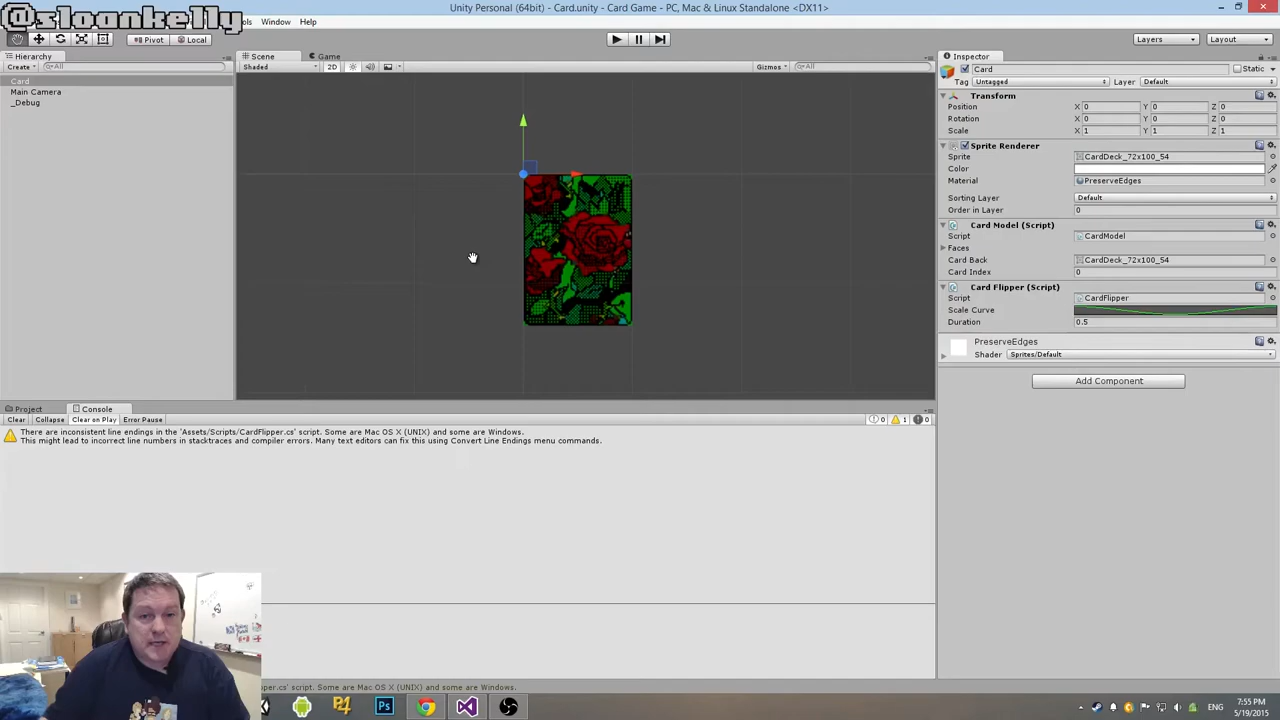 @sloankelly
Unity Personal (64bit) - Card.unity - Card Game - PC, Mac & Linux Standalone <DX11>
Window Help
Pivot Local Layers Layout
Hierarchy Scene Game Inspector
Create All Shaded 2D Gizmos All
Card
Main Camera
_Debug
Card Static
Tag Untagged Layer Default
Transform
Position X 0 Y 0 Z 0
Rotation X 0 Y 0 Z 0
Scale X 1 Y 1 Z 1
Sprite Renderer
Sprite CardDeck_72x100_54
Color
Material PreserveEdges
Sorting Layer Default
Order in Layer 0
Card Model (Script)
Script CardModel
Faces
Card Back CardDeck_72x100_54
Card Index 0
Card Flipper (Script)
Script CardFlipper
Scale Curve
Duration 0.5
PreserveEdges
Shader Sprites/Default
Add Component
Project Console
Clear Collapse Clear on Play Error Pause 0 1 0
There are inconsistent line endings in the 'Assets/Scripts/CardFlipper.cs' script. Some are Mac OS X (UNIX) and some are Windows.
This might lead to incorrect line numbers in stacktraces and compiler errors. Many text editors can fix this using Convert Line Endings menu commands.
per.cs' script. Some are Mac OS X (UNIX) and some are Windows.
Ps
ENG
7:55 PM
5/19/2015